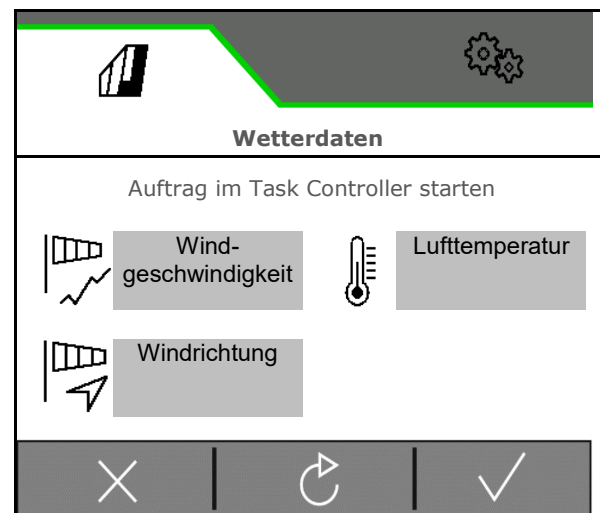 Wetterdaten
Auftrag im Task Controller starten
Wind-
geschwindigkeit
Lufttemperatur
Windrichtung